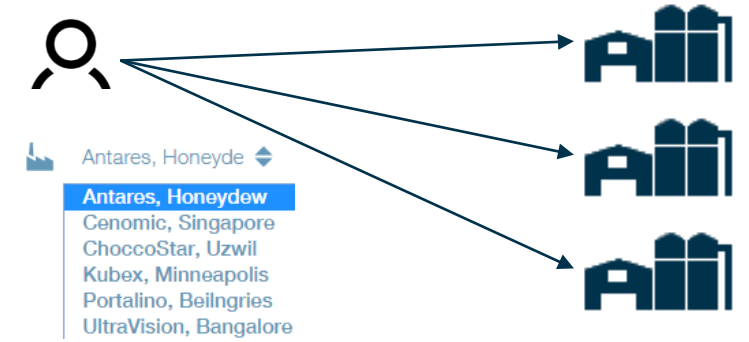 Antares, Honeyde
Antares, Honeydew
Cenomic, Singapore
ChoccoStar, Uzwil
Kubex, Minneapolis
Portalino, Beilngries
UltraVision, Bangalore